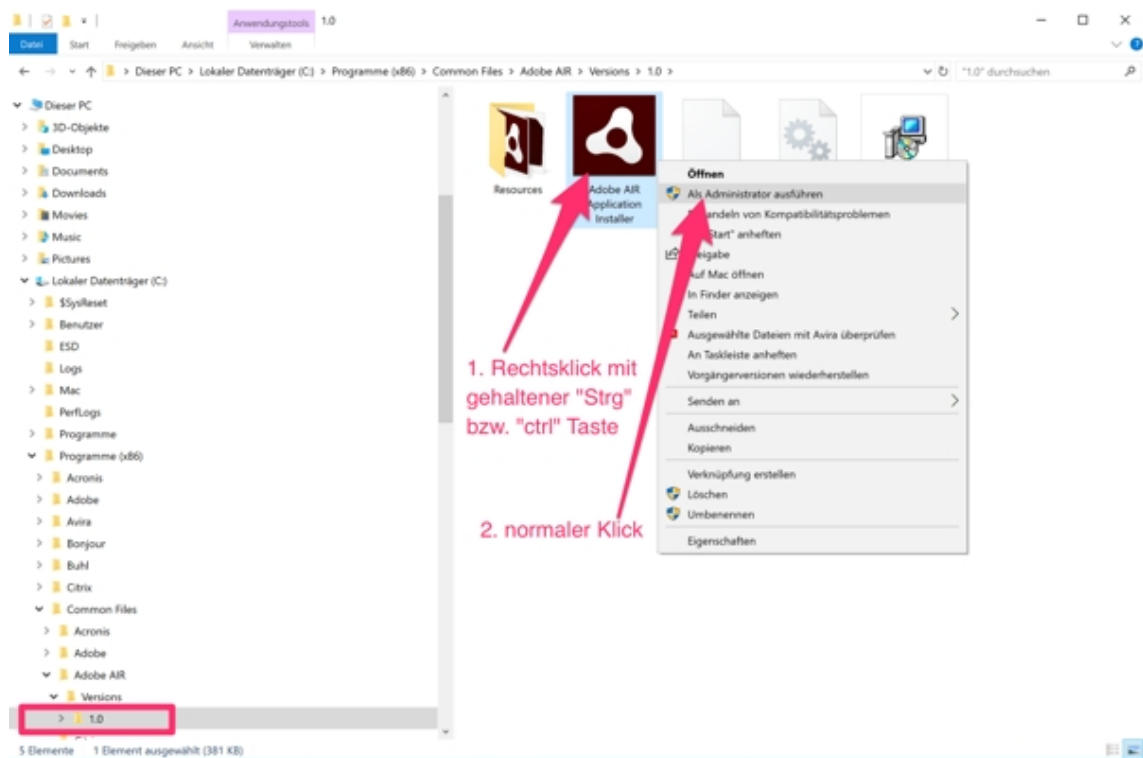 Anwendungstools 1.0
Datei Start Freigeben Ansicht Verwalten
> Dieser PC > Lokaler Datenträger (C:) > Programme (x86) > Common Files > Adobe AIR > Versions > 1.0 >
"1.0" durchsuchen
Dieser PC
3D-Objekte
Desktop
Documents
Downloads
Movies
Music
Pictures
Lokaler Datenträger (C:)
$SysReset
Benutzer
ESD
Logs
Mac
PerfLogs
Programme
Programme (x86)
Acronis
Adobe
Avira
Bonjour
Buhl
Citrix
Common Files
Acronis
Adobe
Adobe AIR
Versions
1.0
Resources
Adobe AIR
Application
Installer
Öffnen
Als Administrator ausführen
andeln von Kompatibilitätsproblemen
Start" anheften
eigabe
Auf Mac öffnen
In Finder anzeigen
Teilen
Ausgewählte Dateien mit Avira überprüfen
An Taskleiste anheften
Vorgängerversionen wiederherstellen
Senden an
Ausschneiden
Kopieren
Verknüpfung erstellen
Löschen
Umbenennen
Eigenschaften
1. Rechtsklick mit
gehaltener "Strg"
bzw. "ctrl" Taste
2. normaler Klick
5 Elemente 1 Element ausgewählt (381 KB)